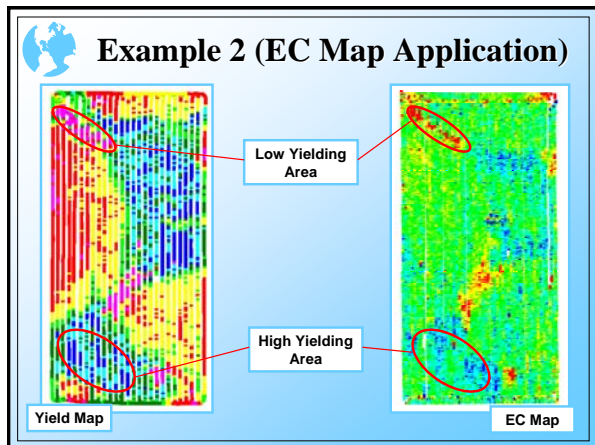 Example 2 (EC Map Application)
Low Yielding
Area
High Yielding
Area
Yield Map
EC Map